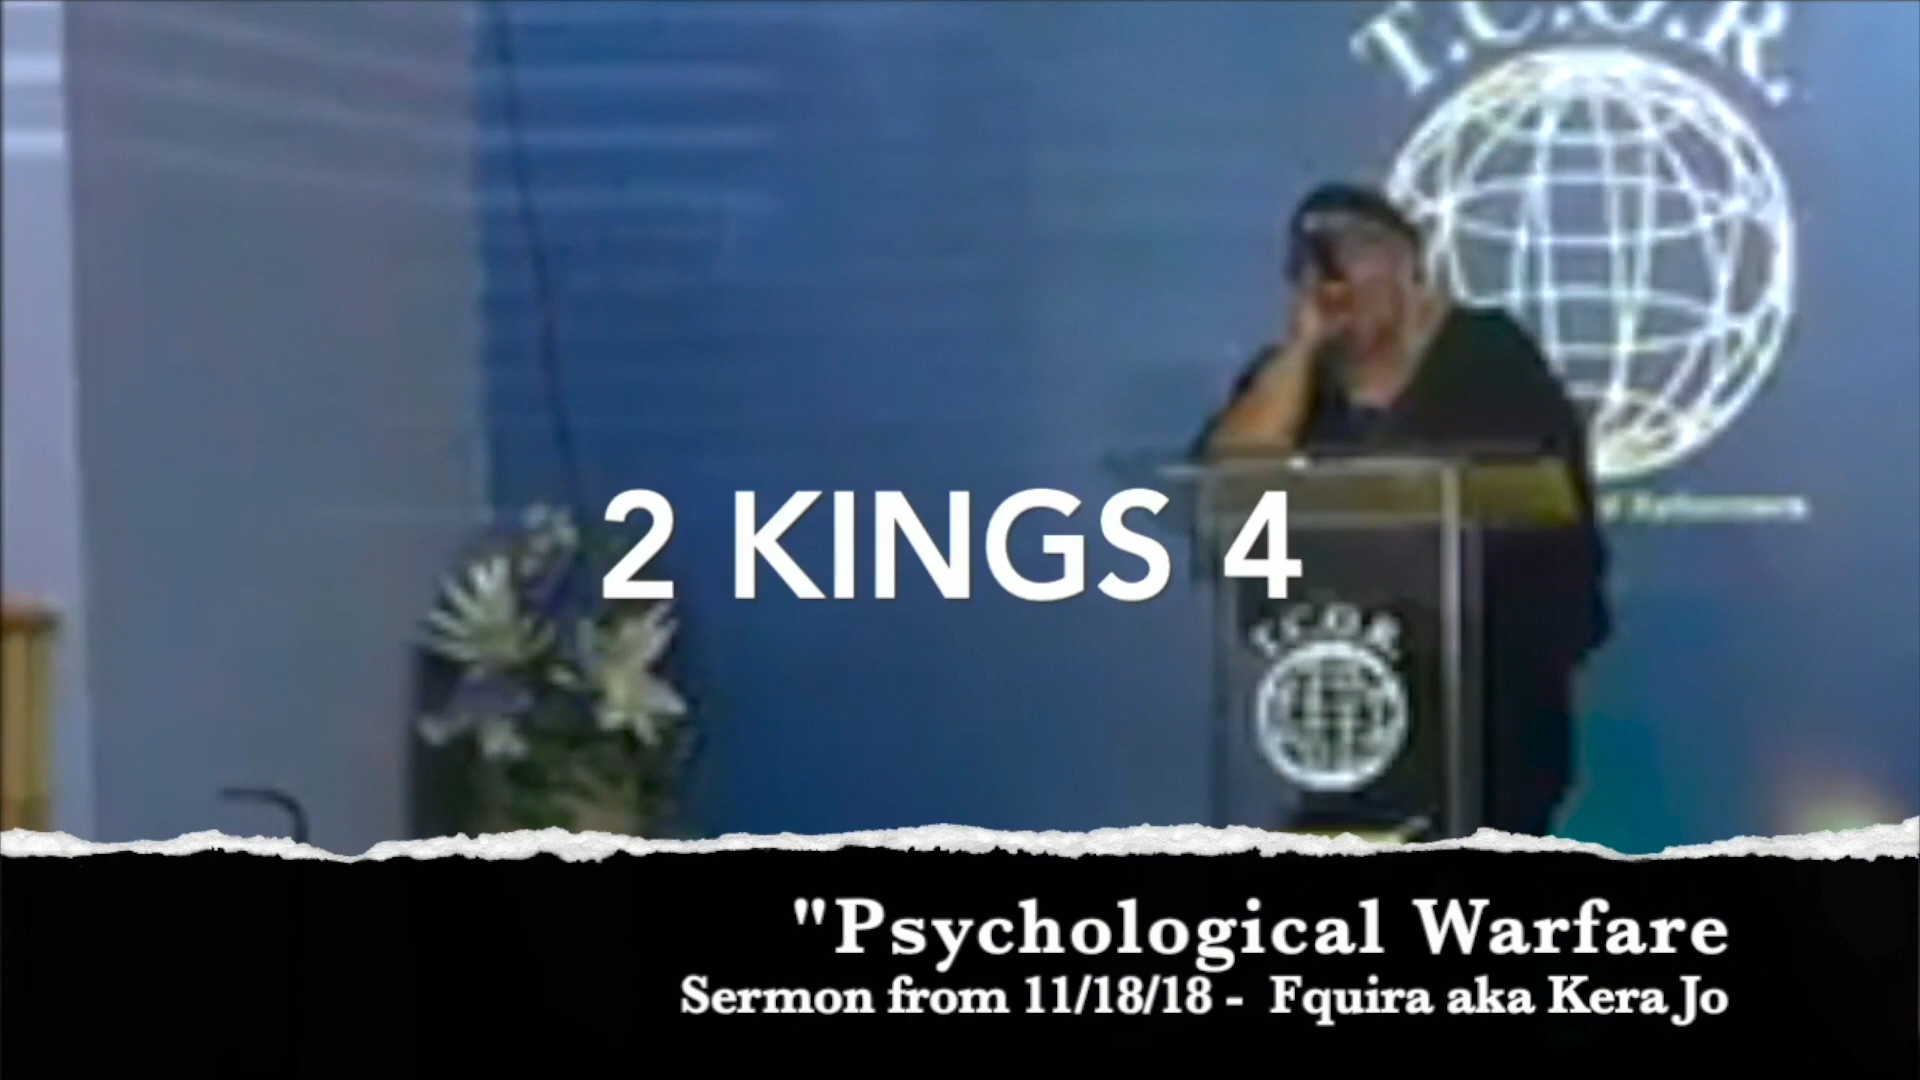 T.C.O.R.
2 KINGS 4
T.C.O.R.
"Psychological Warfare
Sermon from 11/18/18 - Fquira aka Kera Jo